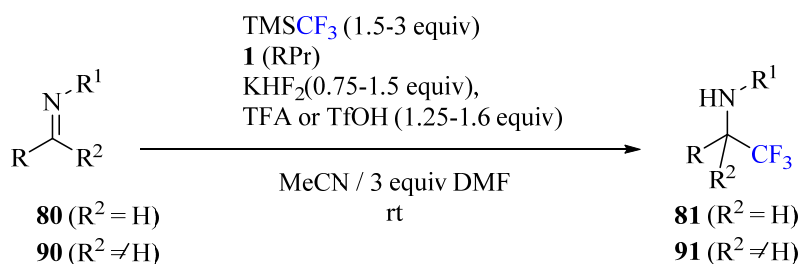 TMSCF₃ (1.5-3 equiv)
1 (RPr)
KHF₂(0.75-1.5 equiv),
TFA or TfOH (1.25-1.6 equiv)
MeCN / 3 equiv DMF
rt
N R¹
R R²
80 (R² = H)
90 (R² ≠ H)
HN R¹
R CF₃
R²
81 (R² = H)
91 (R² ≠ H)